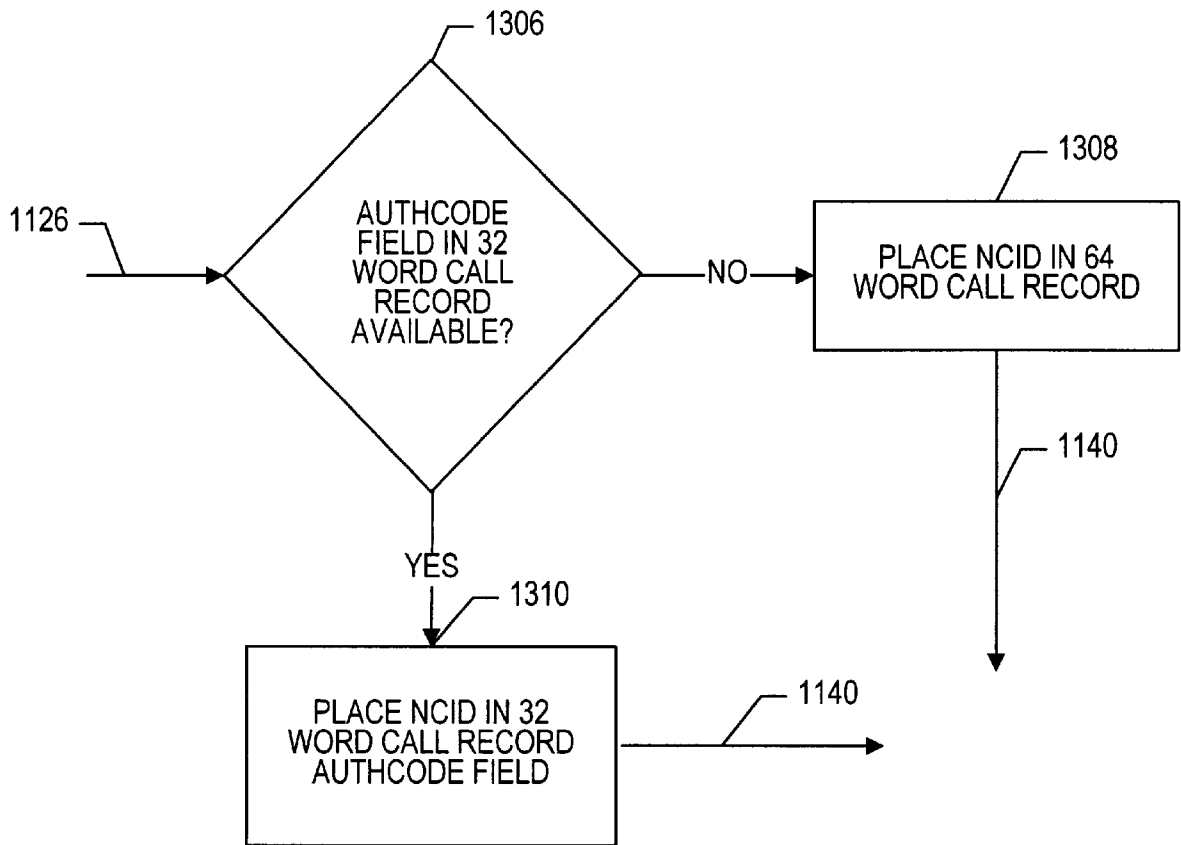 1306
1126
AUTHCODE
FIELD IN 32
WORD CALL
RECORD
AVAILABLE?
NO
1308
PLACE NCID IN 64
WORD CALL RECORD
1140
YES
1310
PLACE NCID IN 32
WORD CALL RECORD
AUTHCODE FIELD
1140